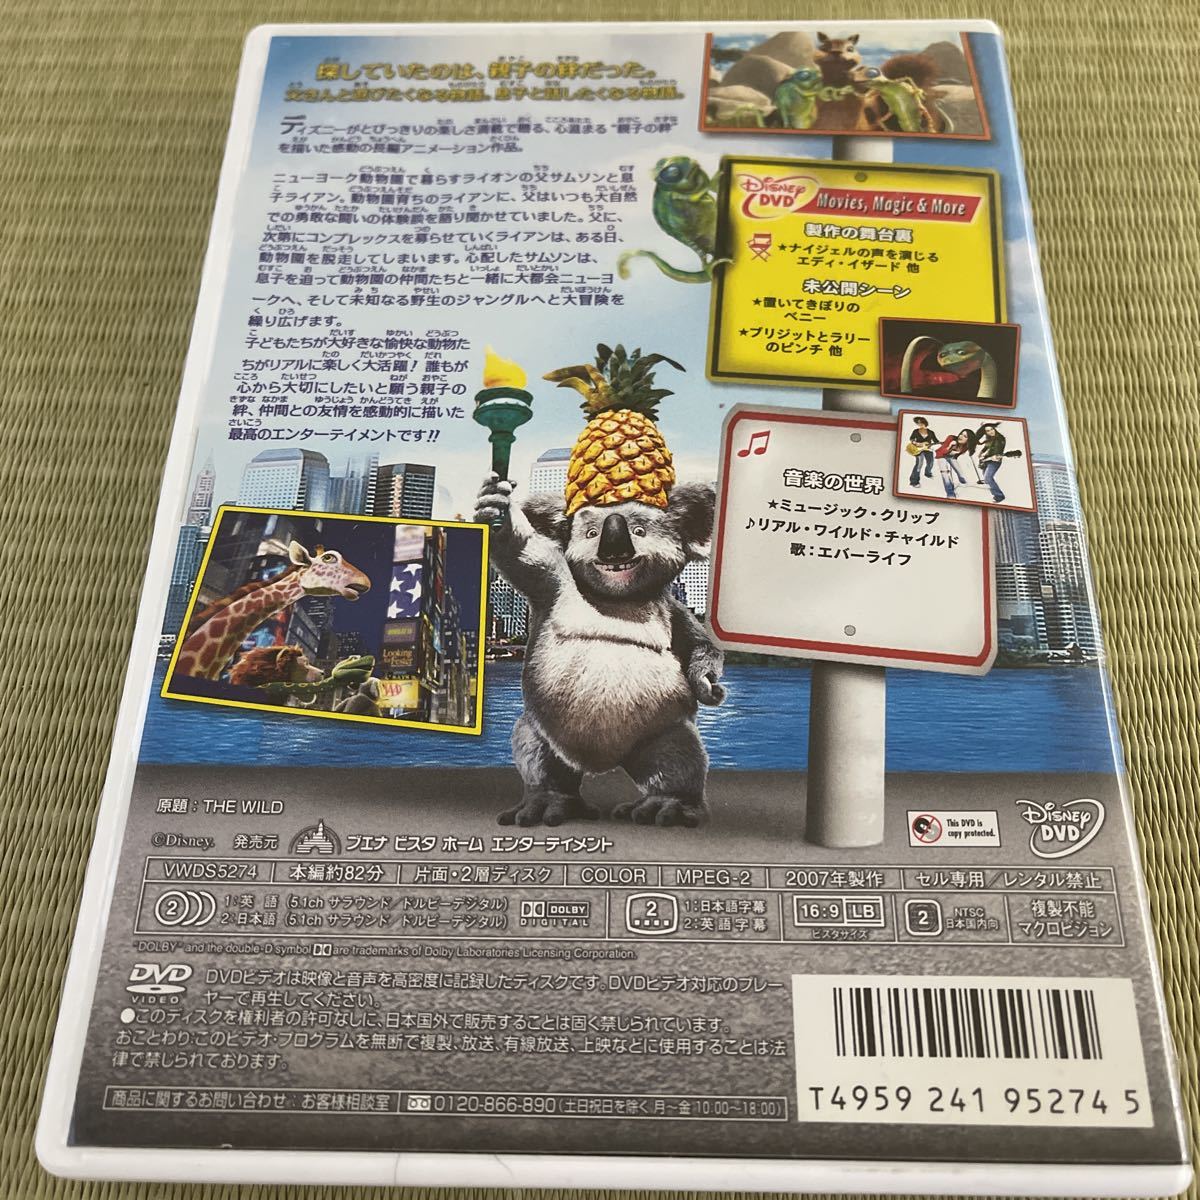 探していたのは、親子の絆だった。
父さんと遊びたくなる物語。息子と話したくなる物語。
ディズニーがとびっきりの楽しさ満載で贈る、心温まる“親子の絆”
を描いた感動の長編アニメーション作品。
ニューヨーク動物園で暮らすライオンの父サムソンと息
子ライアン。動物園育ちのライアンに、父はいつも大自然
での勇敢な闘いの体験談を語り聞かせていました。父に、
次第にコンプレックスを募らせていくライアンは、ある日、
動物園を脱走してしまいます。心配したサムソンは、
息子を追って動物園の仲間たちと一緒に大都会ニューヨ
ークへ、そして未知なる野生のジャングルへと大冒険を
繰り広げます。
子どもたちが大好きな愉快な動物た
ちがリアルに楽しく大活躍！誰もが
心から大切にしたいと願う親子の
絆、仲間との友情を感動的に描いた
最高のエンターテイメントです!!
DISNEY DVD Movies, Magic & More
製作の舞台裏
★ナイジェルの声を演じる
エディ・イザード 他
未公開シーン
★置いてきぼりの
ベニー
★ブリジットとラリー
のピンチ 他
音楽の世界
★ミュージック・クリップ
♪リアル・ワイルド・チャイルド
歌：エバーライフ
Looking
for
Foster
原題：THE WILD
©Disney. 発売元 ブエナ ビスタ ホーム エンターテイメント
This DVD is
copy protected.
DISNEY DVD
VWDS5274 本編約82分 片面・2層ディスク COLOR MPEG-2 2007年製作 セル専用／レンタル禁止
2 1：英 語 (5.1ch サラウンド／ドルビーデジタル)
2：日本語 (5.1ch サラウンド／ドルビーデジタル)
DOLBY
DIGITAL
2 1：日本語字幕
2：英語字幕
16:9 LB
ビスタサイズ
2 NTSC
日本国内向
複製不能
マクロビジョン
"DOLBY" and the double-D symbol are trademarks of Dolby Laboratories Licensing Corporation.
DVD VIDEO
DVDビデオは映像と音声を高密度に記録したディスクです。DVDビデオ対応のプレー
ヤーで再生してください。
●このディスクを権利者の許可なしに、日本国外で販売することは固く禁じられています。
おことわり:このビデオ・プログラムを無断で複製、放送、有線放送、上映などに使用することは法
律で禁じられております。
商品に関するお問い合わせ：お客様相談室 0120-866-890 (土日祝日を除く 月〜金 10:00〜18:00)
T4959 241 95274 5